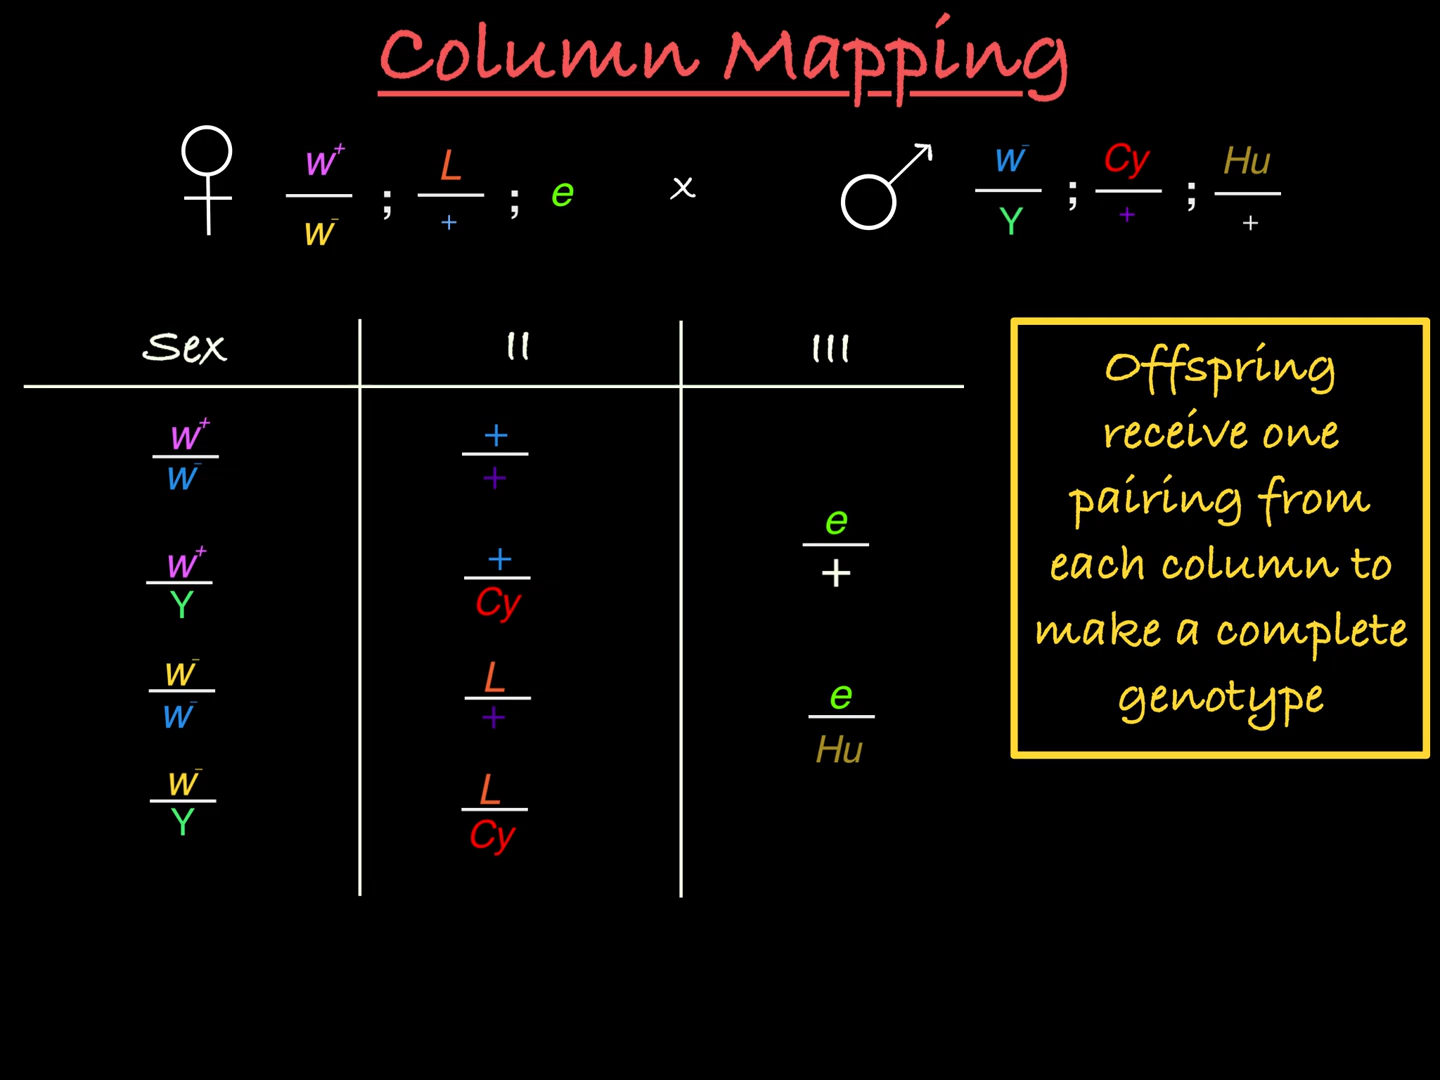 Column Mapping
w⁺/w⁻ ; L/+ ; e x w⁻/Y ; Cy/+ ; Hu/+
Sex II III
w⁺/w⁻ +/+
w⁺/Y +/Cy e/+
w⁻/w⁻ L/+ e/Hu
w⁻/Y L/Cy
Offspring
receive one
pairing from
each column to
make a complete
genotype